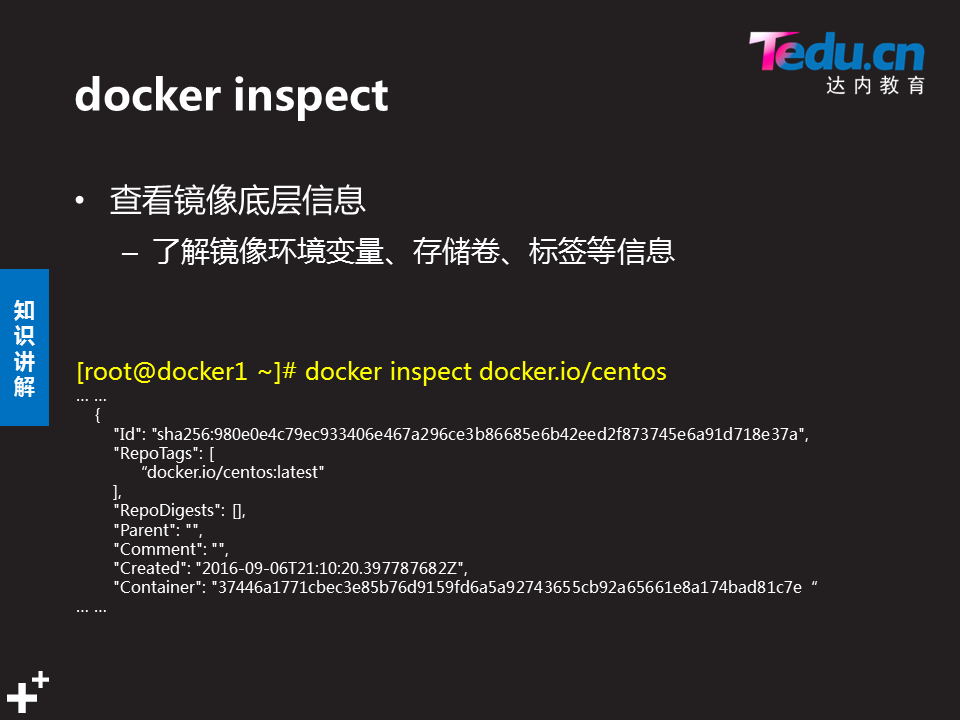 Tedu.cn
达内教育
docker inspect
• 查看镜像底层信息
– 了解镜像环境变量、存储卷、标签等信息
知识讲解
[root@docker1 ~]# docker inspect docker.io/centos
... ...
{
"Id": "sha256:980e0e4c79ec933406e467a296ce3b86685e6b42eed2f873745e6a91d718e37a",
"RepoTags": [
“docker.io/centos:latest"
],
"RepoDigests": [],
"Parent": "",
"Comment": "",
"Created": "2016-09-06T21:10:20.397787682Z",
"Container": "37446a1771cbec3e85b76d9159fd6a5a92743655cb92a65661e8a174bad81c7e“
... ...